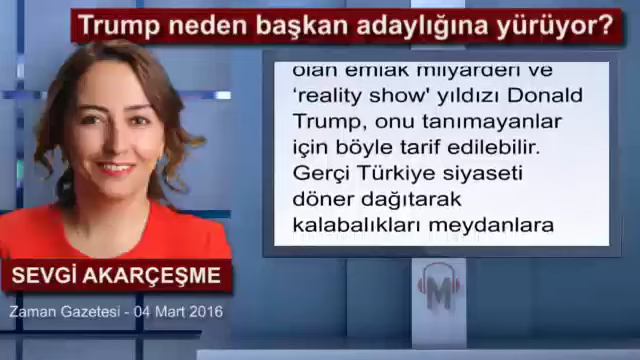 Trump neden başkan adaylığına yürüyor?
olan emlak milyarderi ve
‘reality show' yıldızı Donald
Trump, onu tanımayanlar
için böyle tarif edilebilir.
Gerçi Türkiye siyaseti
döner dağıtarak
kalabalıkları meydanlara
SEVGİ AKARÇEŞME
Zaman Gazetesi - 04 Mart 2016
M